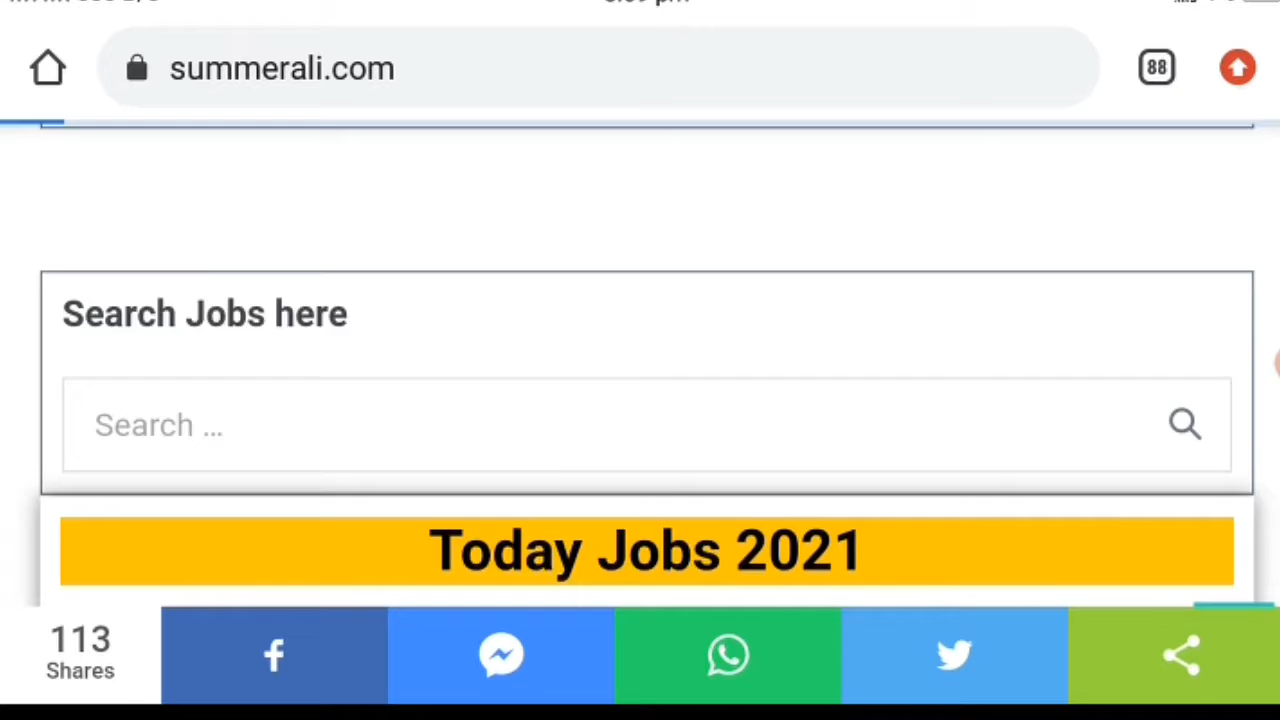 summerali.com
88
Search Jobs here
Search ...
Today Jobs 2021
113
Shares